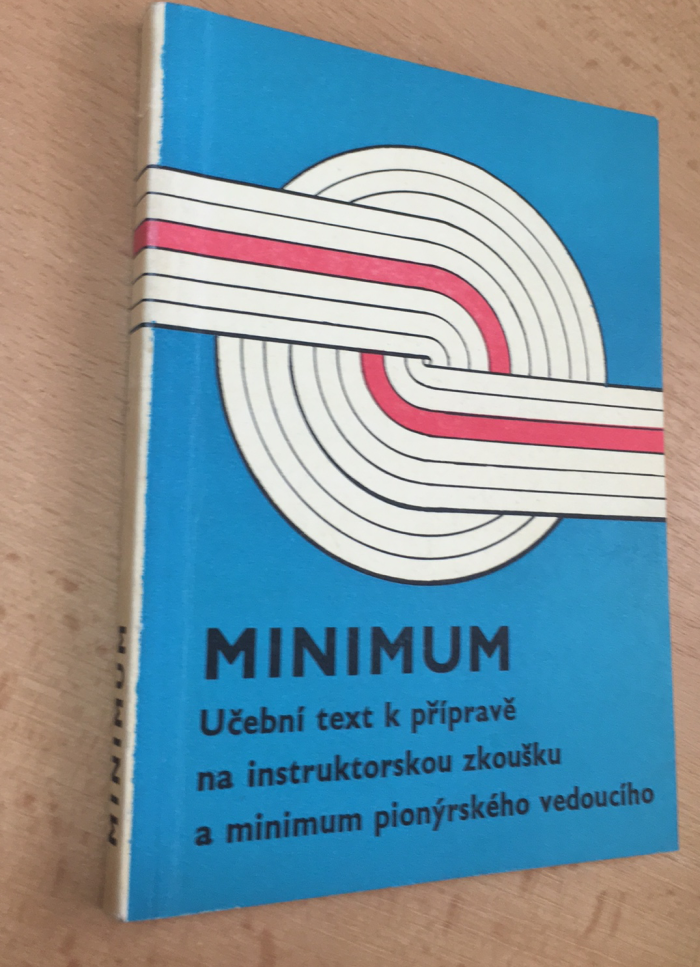 MINIMUM
Učební text k přípravě
na instruktorskou zkoušku
a minimum pionýrského vedoucího
MINIMUM